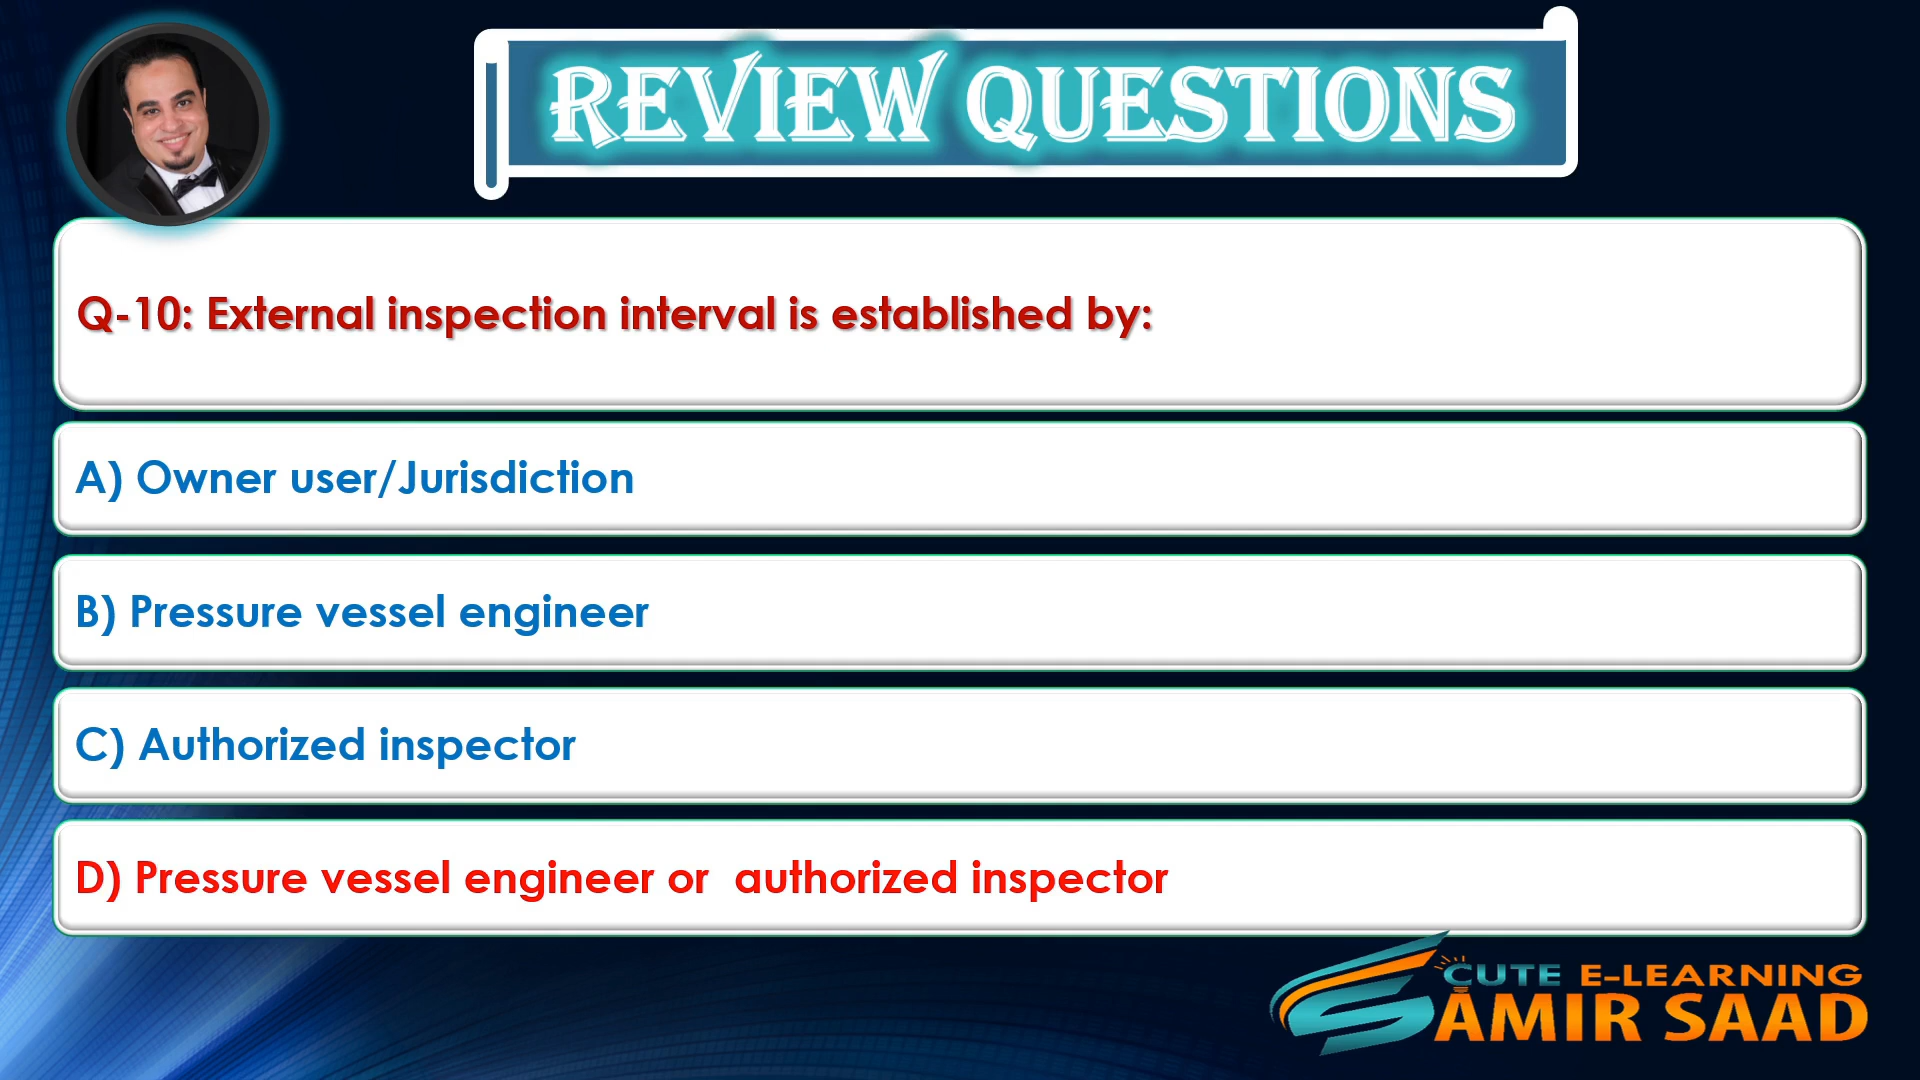 REVIEW QUESTIONS
Q-10: External inspection interval is established by:
A) Owner user/Jurisdiction
B) Pressure vessel engineer
C) Authorized inspector
D) Pressure vessel engineer or  authorized inspector
CUTE E-LEARNING
AMIR SAAD